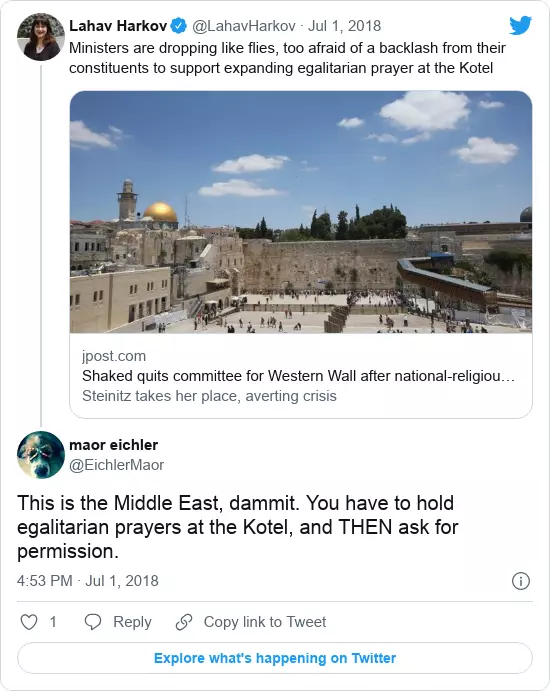 Lahav Harkov @LahavHarkov · Jul 1, 2018
Ministers are dropping like flies, too afraid of a backlash from their
constituents to support expanding egalitarian prayer at the Kotel
jpost.com
Shaked quits committee for Western Wall after national-religiou…
Steinitz takes her place, averting crisis
maor eichler
@EichlerMaor
This is the Middle East, dammit. You have to hold
egalitarian prayers at the Kotel, and THEN ask for
permission.
4:53 PM · Jul 1, 2018
1 Reply Copy link to Tweet
Explore what's happening on Twitter